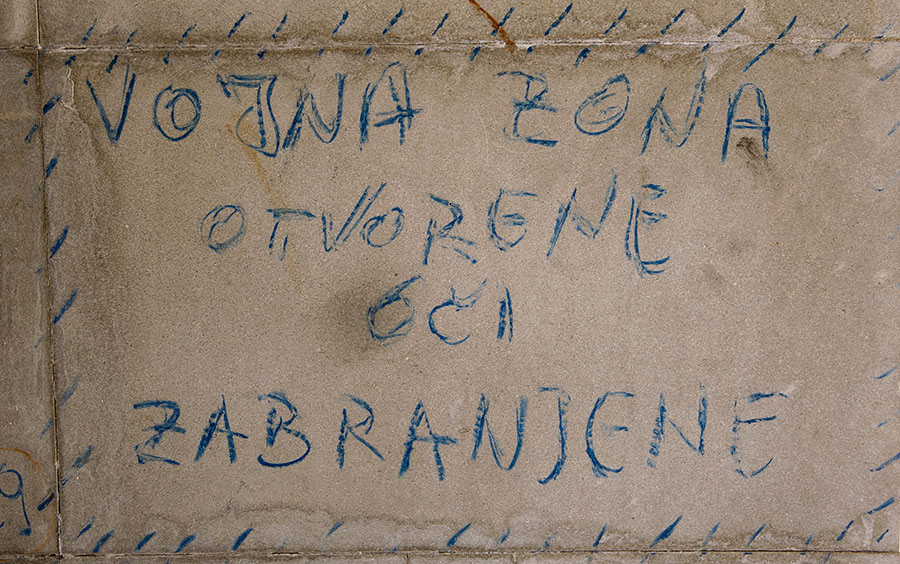 VOJNA ZONA
OTVORENE
OČI
ZABRANJENE